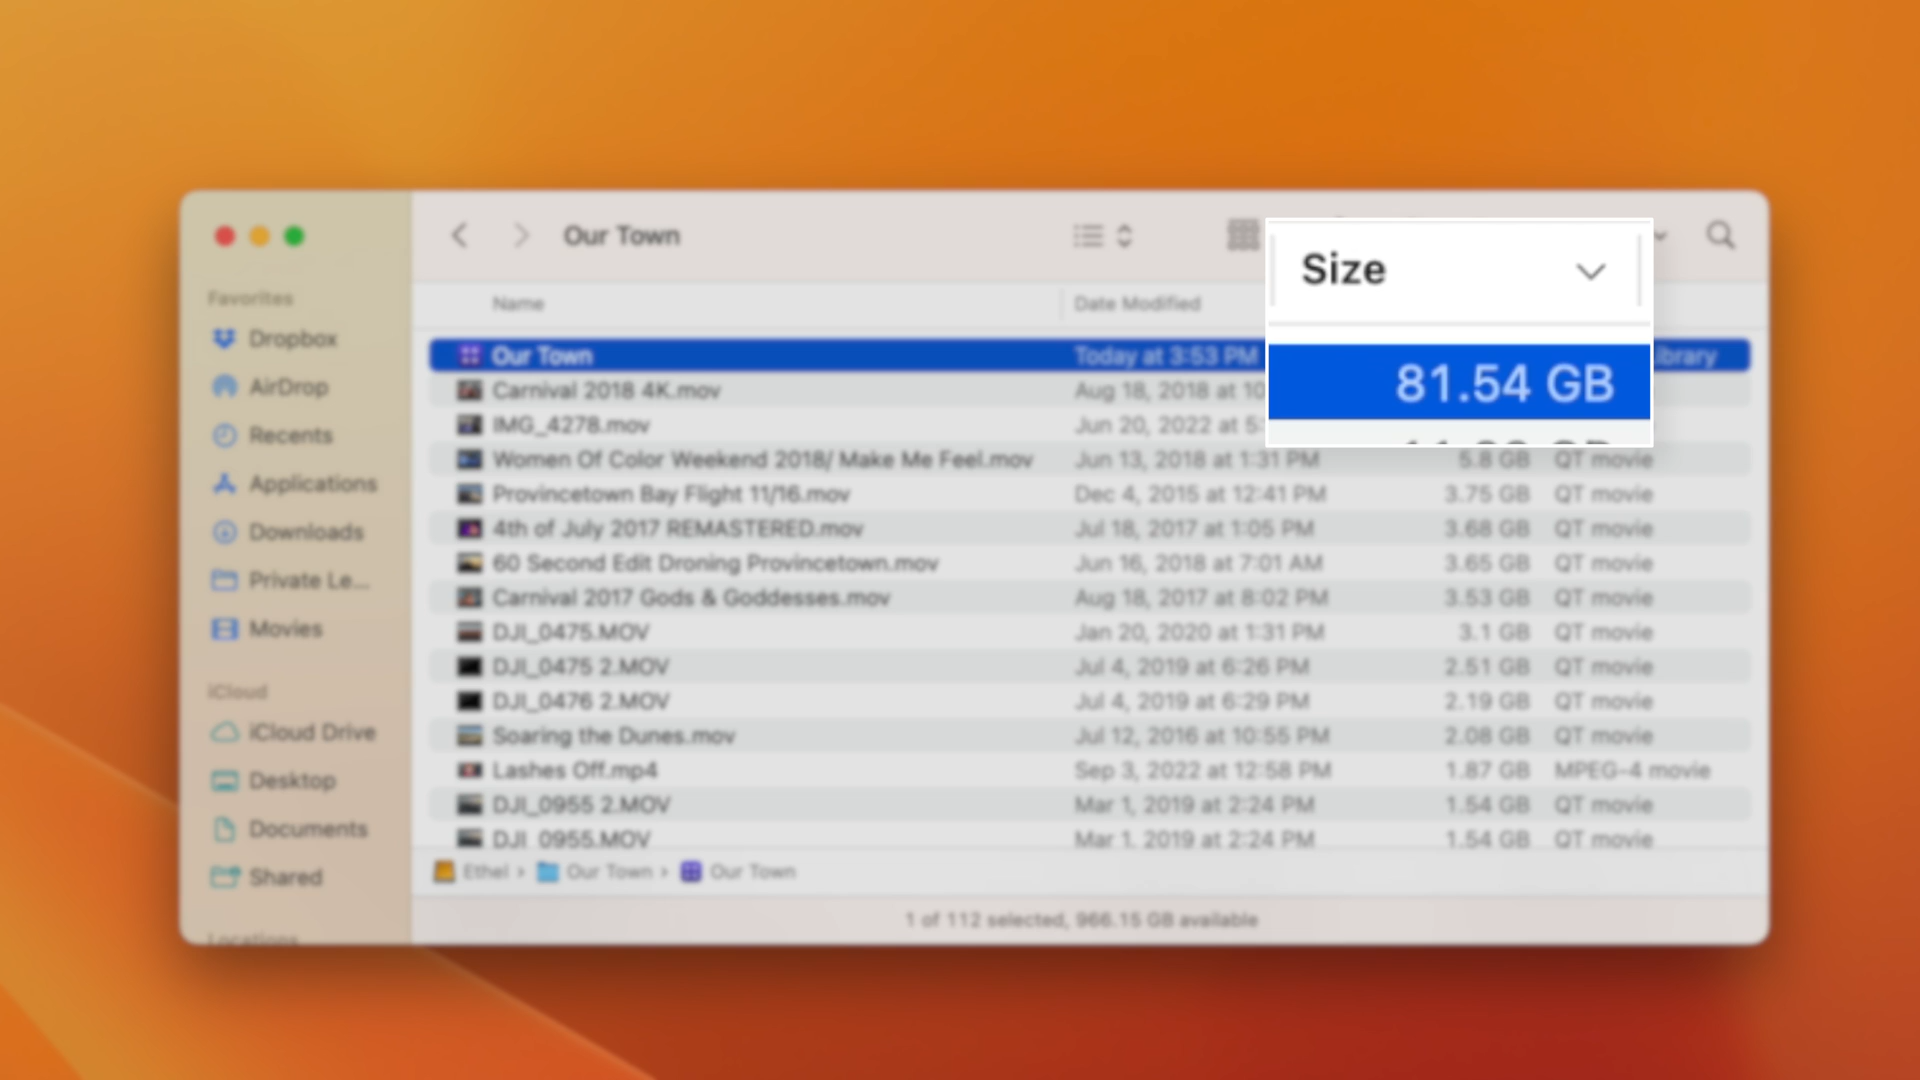 Our Town
Size
Favorites
Dropbox
AirDrop
Recents
Applications
Downloads
Private Le...
Movies
iCloud
iCloud Drive
Desktop
Documents
Shared
Locations
Name Date Modified
Our Town Today at 3:53 PM 81.54 GB ibrary
Carnival 2018 4K.mov Aug 18, 2018 at 10
IMG_4278.mov Jun 20, 2022 at 5:
Women Of Color Weekend 2018/ Make Me Feel.mov Jun 13, 2018 at 1:31 PM 5.8 GB QT movie
Provincetown Bay Flight 11/16.mov Dec 4, 2015 at 12:41 PM 3.75 GB QT movie
4th of July 2017 REMASTERED.mov Jul 18, 2017 at 1:05 PM 3.68 GB QT movie
60 Second Edit Droning Provincetown.mov Jun 16, 2018 at 7:01 AM 3.65 GB QT movie
Carnival 2017 Gods & Goddesses.mov Aug 18, 2017 at 8:02 PM 3.53 GB QT movie
DJI_0475.MOV Jan 20, 2020 at 1:31 PM 3.1 GB QT movie
DJI_0475 2.MOV Jul 4, 2019 at 6:26 PM 2.51 GB QT movie
DJI_0476 2.MOV Jul 4, 2019 at 6:29 PM 2.19 GB QT movie
Soaring the Dunes.mov Jul 12, 2016 at 10:55 PM 2.08 GB QT movie
Lashes Off.mp4 Sep 3, 2022 at 12:58 PM 1.87 GB MPEG-4 movie
DJI_0955 2.MOV Mar 1, 2019 at 2:24 PM 1.54 GB QT movie
DJI_0955.MOV Mar 1, 2019 at 2:24 PM 1.54 GB QT movie
Ethel › Our Town › Our Town
1 of 112 selected, 966.15 GB available